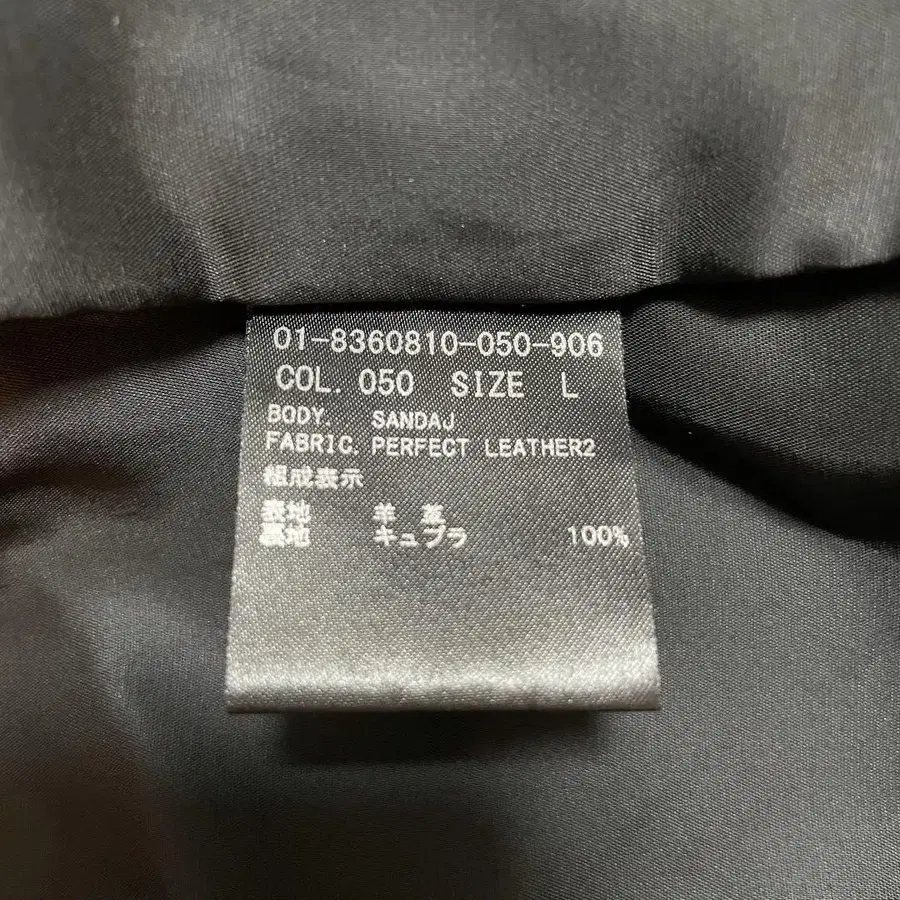 01-8360810-050-906
COL. 050 SIZE L
BODY. SANDAJ
FABRIC. PERFECT LEATHER2
組成表示
表地 羊革
裏地 キュプラ 100%